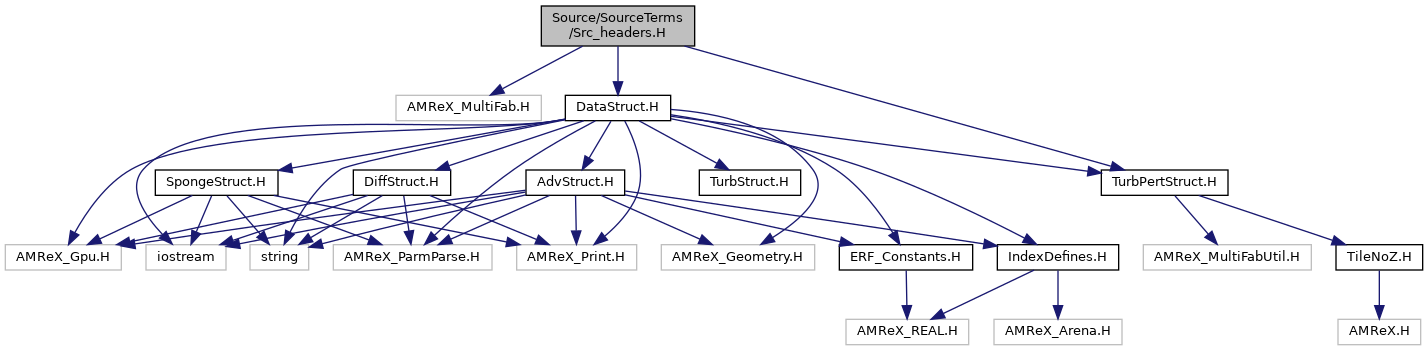 Source/SourceTerms
/Src_headers.H
AMReX_MultiFab.H
DataStruct.H
SpongeStruct.H
DiffStruct.H
AdvStruct.H
TurbStruct.H
TurbPertStruct.H
AMReX_Gpu.H
iostream
string
AMReX_ParmParse.H
AMReX_Print.H
AMReX_Geometry.H
ERF_Constants.H
IndexDefines.H
AMReX_MultiFabUtil.H
TileNoZ.H
AMReX_REAL.H
AMReX_Arena.H
AMReX.H